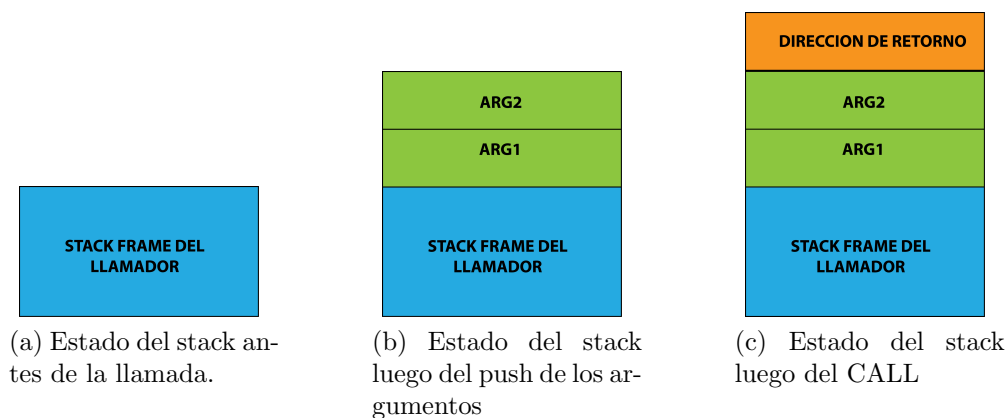 STACK FRAME DEL
LLAMADOR
(a) Estado del stack an-
tes de la llamada.
ARG2
ARG1
STACK FRAME DEL
LLAMADOR
(b) Estado del stack
luego del push de los ar-
gumentos
DIRECCION DE RETORNO
ARG2
ARG1
STACK FRAME DEL
LLAMADOR
(c) Estado del stack
luego del CALL